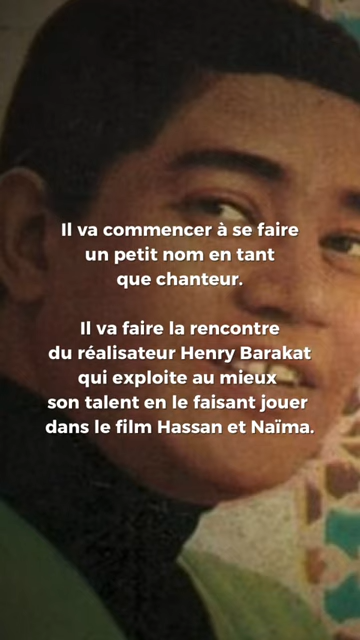 Il va commencer à se faire
un petit nom en tant
que chanteur.
Il va faire la rencontre
du réalisateur Henry Barakat
qui exploite au mieux
son talent en le faisant jouer
dans le film Hassan et Naïma.